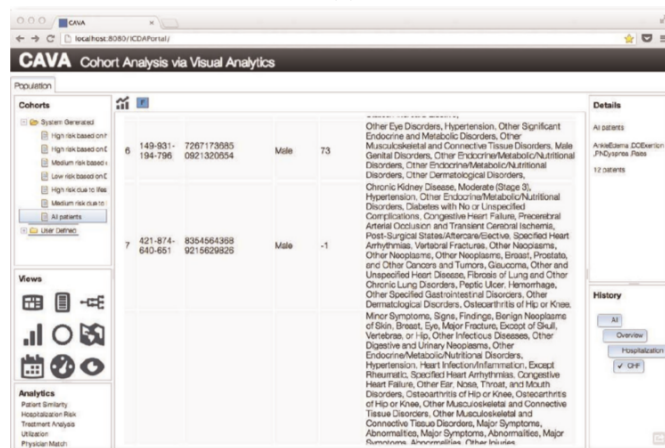 CAVA
localhost:8080/ICDAPortal/
CAVA Cohort Analysis via Visual Analytics
Population
Cohorts
System Generated
High risk based on
High risk based on
Medium risk based
Low risk based on
High risk due to
Medium risk due to
All patients
User Defined
Views
Analytics
Patient Similarity
Hospitalization Risk
Treatment Analysis
Utilization
Physician Match
Other Eye Disorders, Hypertension, Other Significant
Endocrine and Metabolic Disorders, Other
6 149-931- 7267173685 Male 73 Musculoskeletal and Connective Tissue Disorders, Male
194-796 0921320654 Genital Disorders, Other Endocrine/Metabolic/Nutritional
Disorders, Other Endocrine/Metabolic/Nutritional
Disorders, Other Dermatological Disorders,
Chronic Kidney Disease, Moderate (Stage 3),
Hypertension, Other Endocrine/Metabolic/Nutritional
Disorders, Diabetes with No or Unspecified
Complications, Congestive Heart Failure, Precerebral
Arterial Occlusion and Transient Cerebral Ischemia,
Post-Surgical States/Aftercare/Elective, Specified Heart
7 421-874- 8354564368 Male -1 Arrhythmias, Vertebral Fractures, Other Neoplasms,
640-651 9215629826 Other Neoplasms, Other Neoplasms, Breast, Prostate,
and Other Cancers and Tumors, Glaucoma, Other and
Unspecified Heart Disease, Fibrosis of Lung and Other
Chronic Lung Disorders, Peptic Ulcer, Hemorrhage,
Other Specified Gastrointestinal Disorders, Other
Dermatological Disorders, Osteoarthritis of Hip or Knee,
Minor Symptoms, Signs, Findings, Benign Neoplasms
of Skin, Breast, Eye, Major Fracture, Except of Skull,
Vertebrae, or Hip, Other Infectious Diseases, Other
Digestive and Urinary Neoplasms, Other
Endocrine/Metabolic/Nutritional Disorders,
Hypertension, Heart Infection/Inflammation, Except
Rheumatic, Specified Heart Arrhythmias, Congestive
Heart Failure, Other Ear, Nose, Throat, and Mouth
Disorders, Osteoarthritis of Hip or Knee, Osteoarthritis
of Hip or Knee, Other Musculoskeletal and Connective
Tissue Disorders, Other Musculoskeletal and
Connective Tissue Disorders, Major Symptoms,
Abnormalities, Major Symptoms, Abnormalities, Major
Symptoms, Abnormalities, Other Injuries,
Details
All patients
AnkleEdema ,DOExertion
,PNDyspnea ,Rales
12 patients
History
All
Overview
Hospitalization
✓ CHF